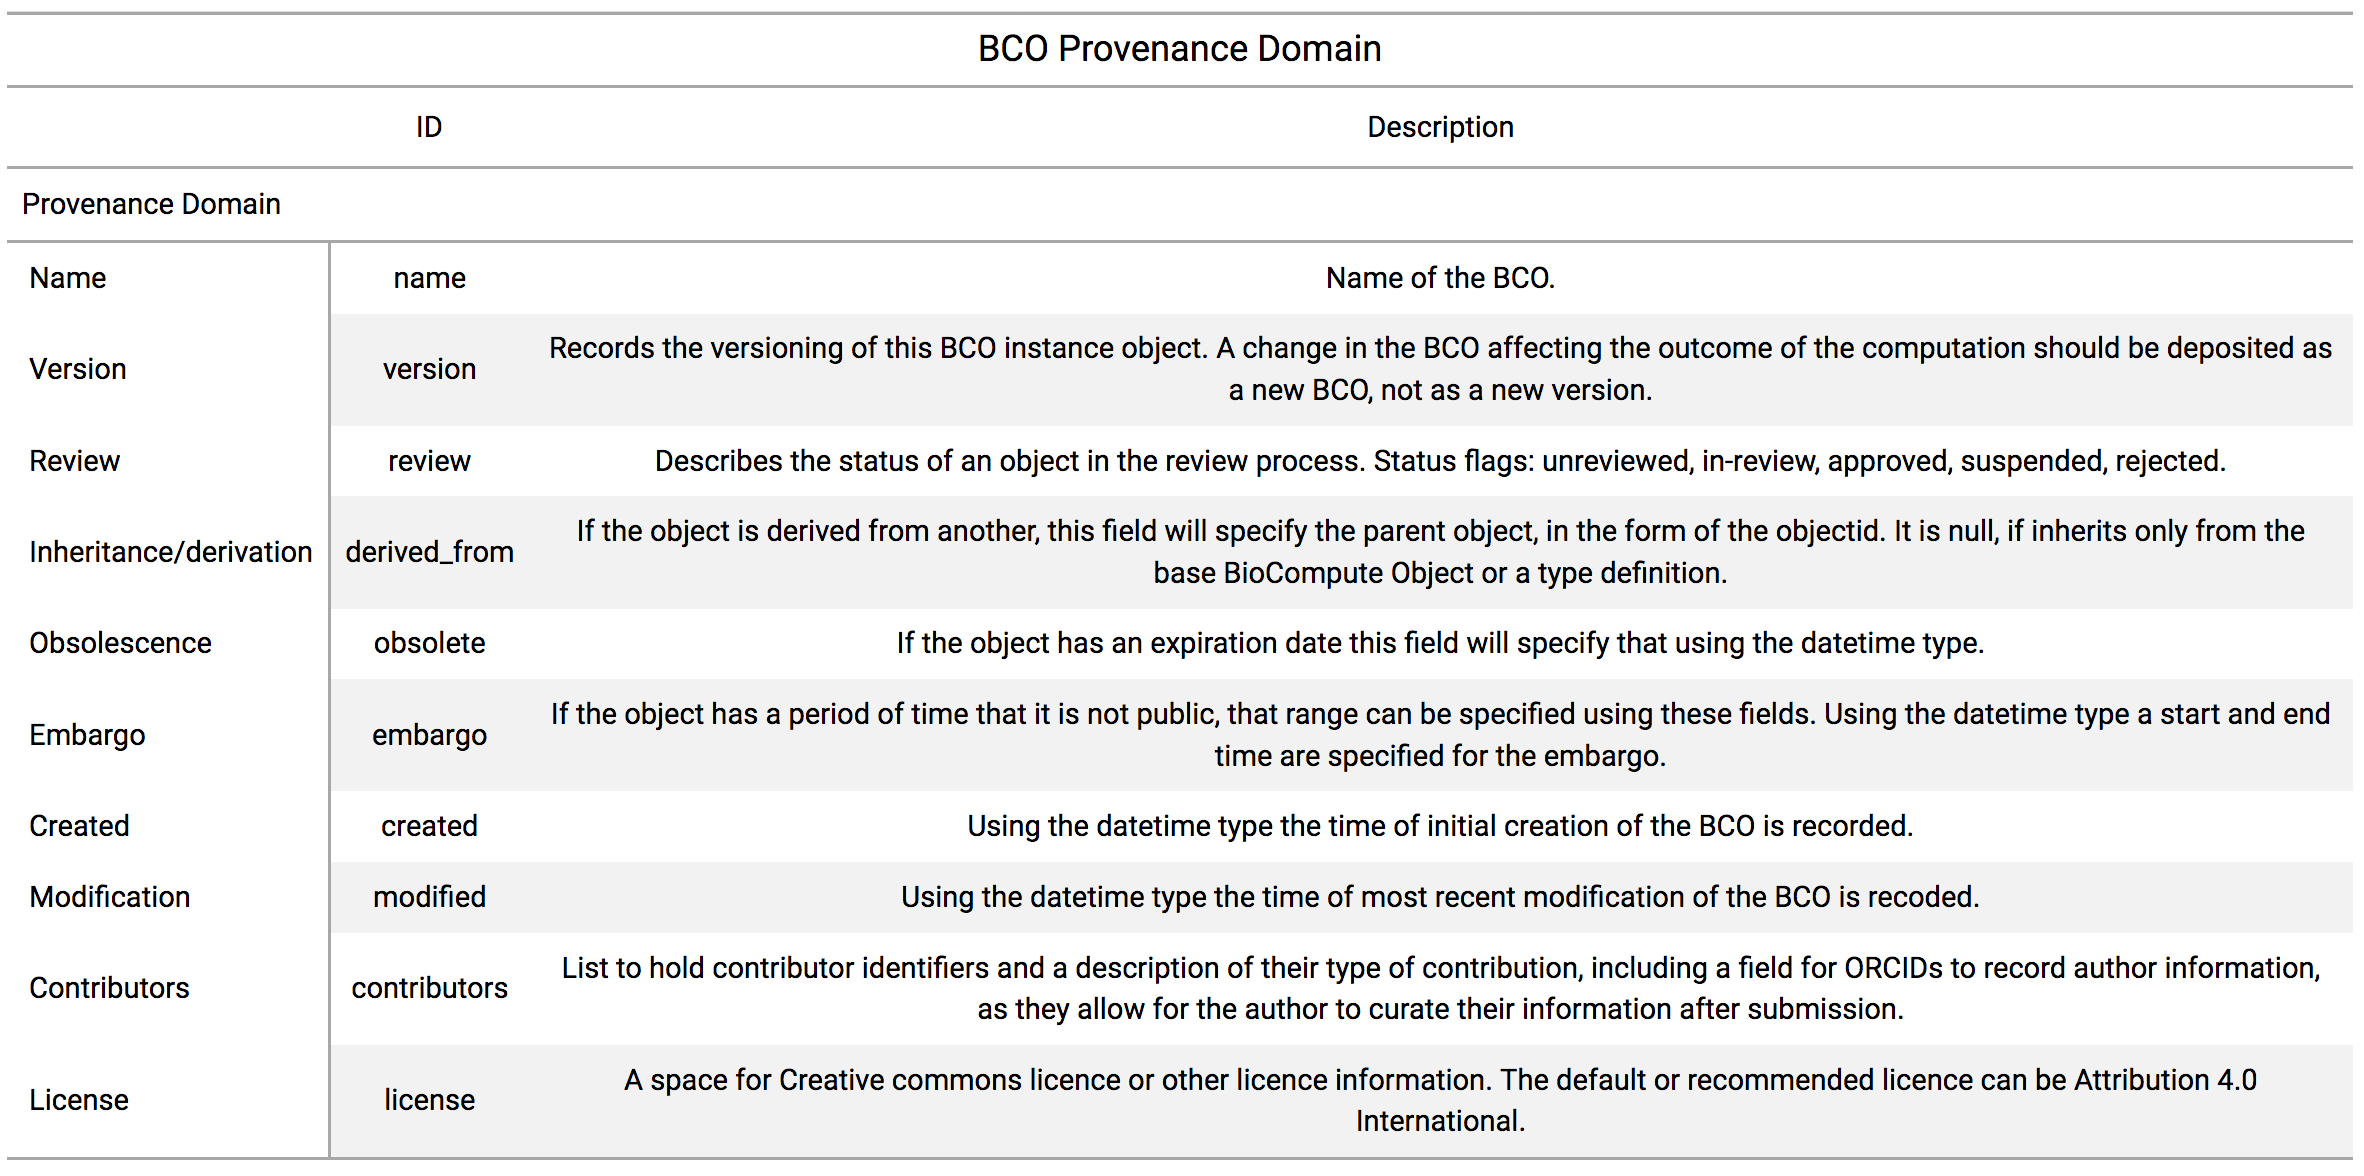 BCO Provenance Domain
ID Description
Provenance Domain
Name name Name of the BCO.
Version version Records the versioning of this BCO instance object. A change in the BCO affecting the outcome of the computation should be deposited as
a new BCO, not as a new version.
Review review Describes the status of an object in the review process. Status flags: unreviewed, in-review, approved, suspended, rejected.
Inheritance/derivation derived_from If the object is derived from another, this field will specify the parent object, in the form of the objectid. It is null, if inherits only from the
base BioCompute Object or a type definition.
Obsolescence obsolete If the object has an expiration date this field will specify that using the datetime type.
Embargo embargo If the object has a period of time that it is not public, that range can be specified using these fields. Using the datetime type a start and end
time are specified for the embargo.
Created created Using the datetime type the time of initial creation of the BCO is recorded.
Modification modified Using the datetime type the time of most recent modification of the BCO is recoded.
Contributors contributors List to hold contributor identifiers and a description of their type of contribution, including a field for ORCIDs to record author information,
as they allow for the author to curate their information after submission.
License license A space for Creative commons licence or other licence information. The default or recommended licence can be Attribution 4.0
International.